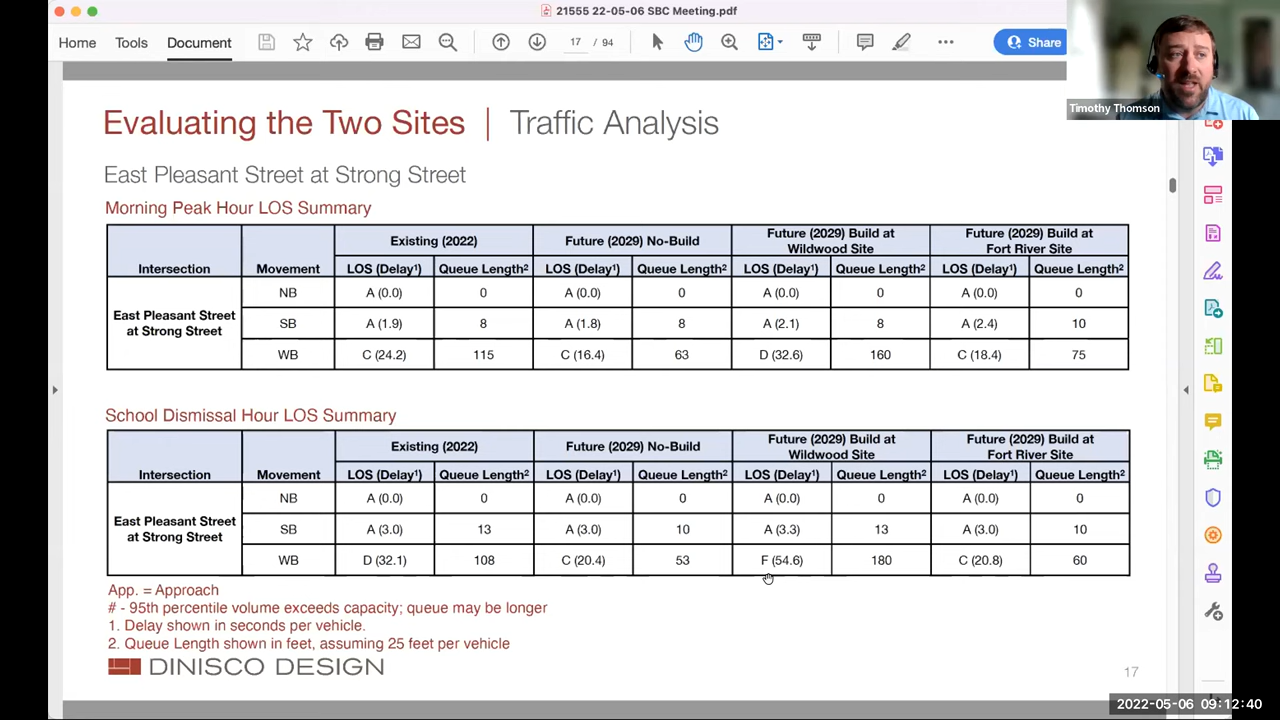 21555 22-05-06 SBC Meeting.pdf
Home Tools Document 17 / 94 Share
Timothy Thomson
Evaluating the Two Sites | Traffic Analysis
East Pleasant Street at Strong Street
Morning Peak Hour LOS Summary
Intersection Movement Existing (2022) Future (2029) No-Build Future (2029) Build at Wildwood Site Future (2029) Build at Fort River Site
LOS (Delay¹) Queue Length² LOS (Delay¹) Queue Length² LOS (Delay¹) Queue Length² LOS (Delay¹) Queue Length²
East Pleasant Street at Strong Street
NB A (0.0) 0 A (0.0) 0 A (0.0) 0 A (0.0) 0
SB A (1.9) 8 A (1.8) 8 A (2.1) 8 A (2.4) 10
WB C (24.2) 115 C (16.4) 63 D (32.6) 160 C (18.4) 75
School Dismissal Hour LOS Summary
Intersection Movement Existing (2022) Future (2029) No-Build Future (2029) Build at Wildwood Site Future (2029) Build at Fort River Site
LOS (Delay¹) Queue Length² LOS (Delay¹) Queue Length² LOS (Delay¹) Queue Length² LOS (Delay¹) Queue Length²
East Pleasant Street at Strong Street
NB A (0.0) 0 A (0.0) 0 A (0.0) 0 A (0.0) 0
SB A (3.0) 13 A (3.0) 10 A (3.3) 13 A (3.0) 10
WB D (32.1) 108 C (20.4) 53 F (54.6) 180 C (20.8) 60
App. = Approach
# - 95th percentile volume exceeds capacity; queue may be longer
1. Delay shown in seconds per vehicle.
2. Queue Length shown in feet, assuming 25 feet per vehicle
DINISCO DESIGN
17
2022-05-06 09:12:40